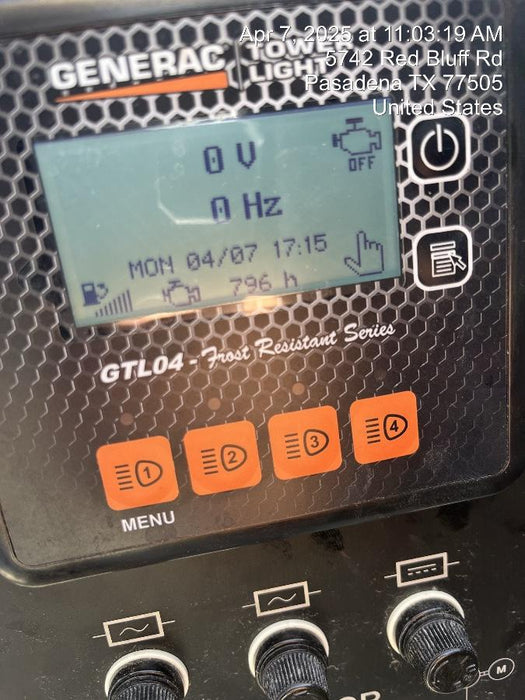 Apr 7, 2025 at 11:03:19 AM
5742 Red Bluff Rd
Pasadena TX 77505
United States
GENERAC
TOWER
LIGHT
0 V
OFF
0 Hz
MON 04/07 17:15
796 h
GTL04 - Frost Resistant Series
1
2
3
4
MENU
M